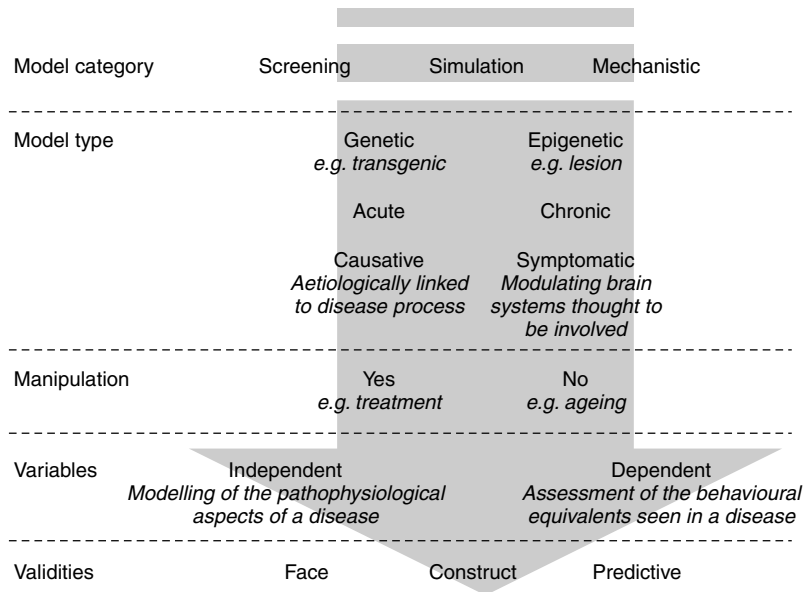 Model category Screening Simulation Mechanistic
Model type Genetic Epigenetic
e.g. transgenic e.g. lesion
Acute Chronic
Causative Symptomatic
Aetiologically linked Modulating brain
to disease process systems thought to
be involved
Manipulation Yes No
e.g. treatment e.g. ageing
Variables Independent Dependent
Modelling of the pathophysiological Assessment of the behavioural
aspects of a disease equivalents seen in a disease
Validities Face Construct Predictive